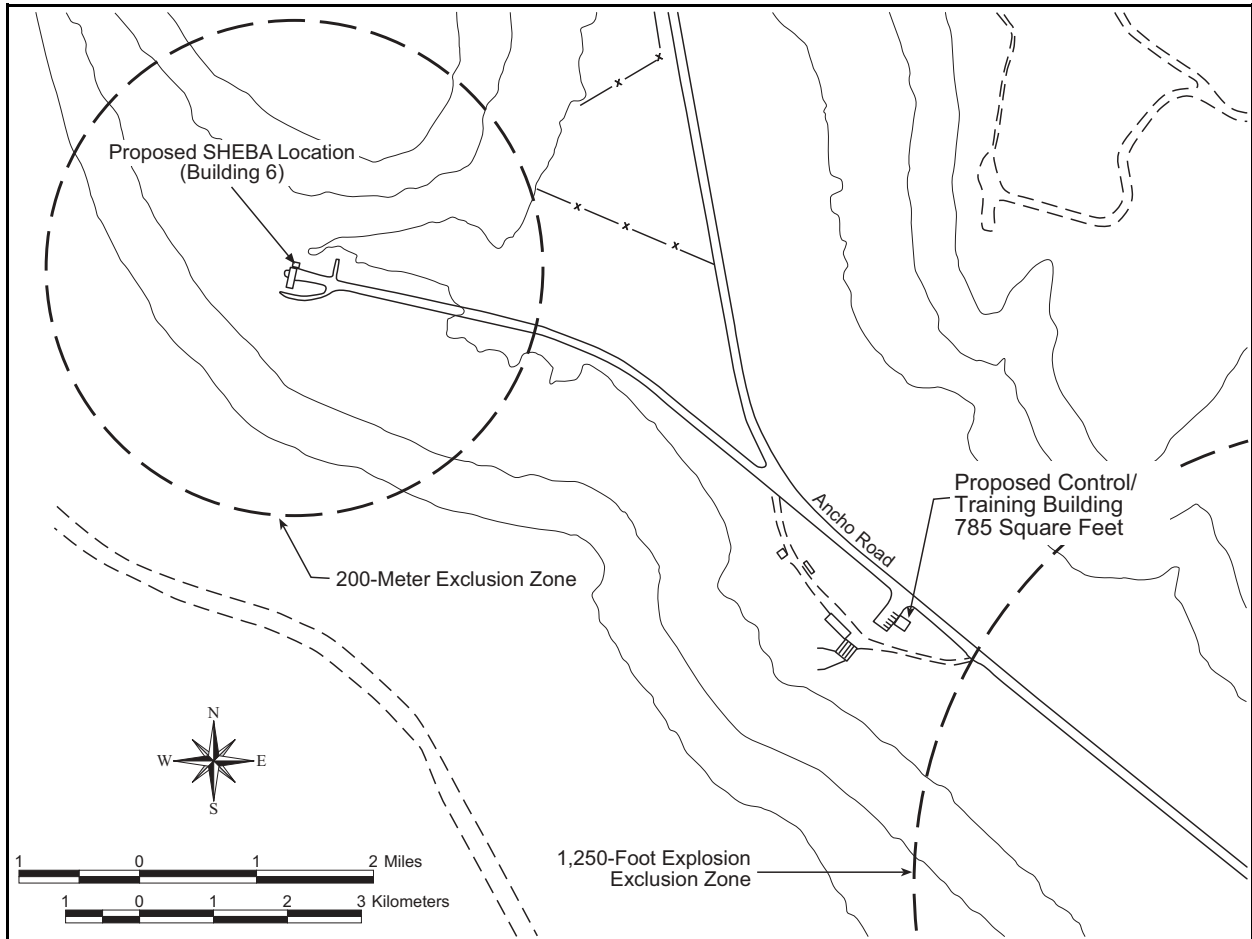 Proposed SHEBA Location
(Building 6)
x
x
x
x
x
Proposed Control/
Training Building
785 Square Feet
Ancho Road
200-Meter Exclusion Zone
N
W E
S
1,250-Foot Explosion
Exclusion Zone
1 0 1 2 Miles
1 0 1 2 3 Kilometers